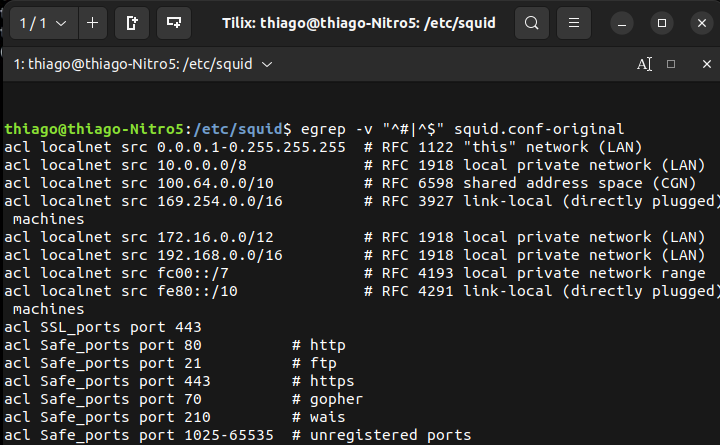 1 / 1
Tilix: thiago@thiago-Nitro5: /etc/squid
1: thiago@thiago-Nitro5: /etc/squid
thiago@thiago-Nitro5:/etc/squid$ egrep -v "^#|^$" squid.conf-original
acl localnet src 0.0.0.1-0.255.255.255  # RFC 1122 "this" network (LAN)
acl localnet src 10.0.0.0/8             # RFC 1918 local private network (LAN)
acl localnet src 100.64.0.0/10          # RFC 6598 shared address space (CGN)
acl localnet src 169.254.0.0/16         # RFC 3927 link-local (directly plugged)
 machines
acl localnet src 172.16.0.0/12          # RFC 1918 local private network (LAN)
acl localnet src 192.168.0.0/16         # RFC 1918 local private network (LAN)
acl localnet src fc00::/7               # RFC 4193 local private network range
acl localnet src fe80::/10              # RFC 4291 link-local (directly plugged)
 machines
acl SSL_ports port 443
acl Safe_ports port 80          # http
acl Safe_ports port 21          # ftp
acl Safe_ports port 443         # https
acl Safe_ports port 70          # gopher
acl Safe_ports port 210         # wais
acl Safe_ports port 1025-65535  # unregistered ports